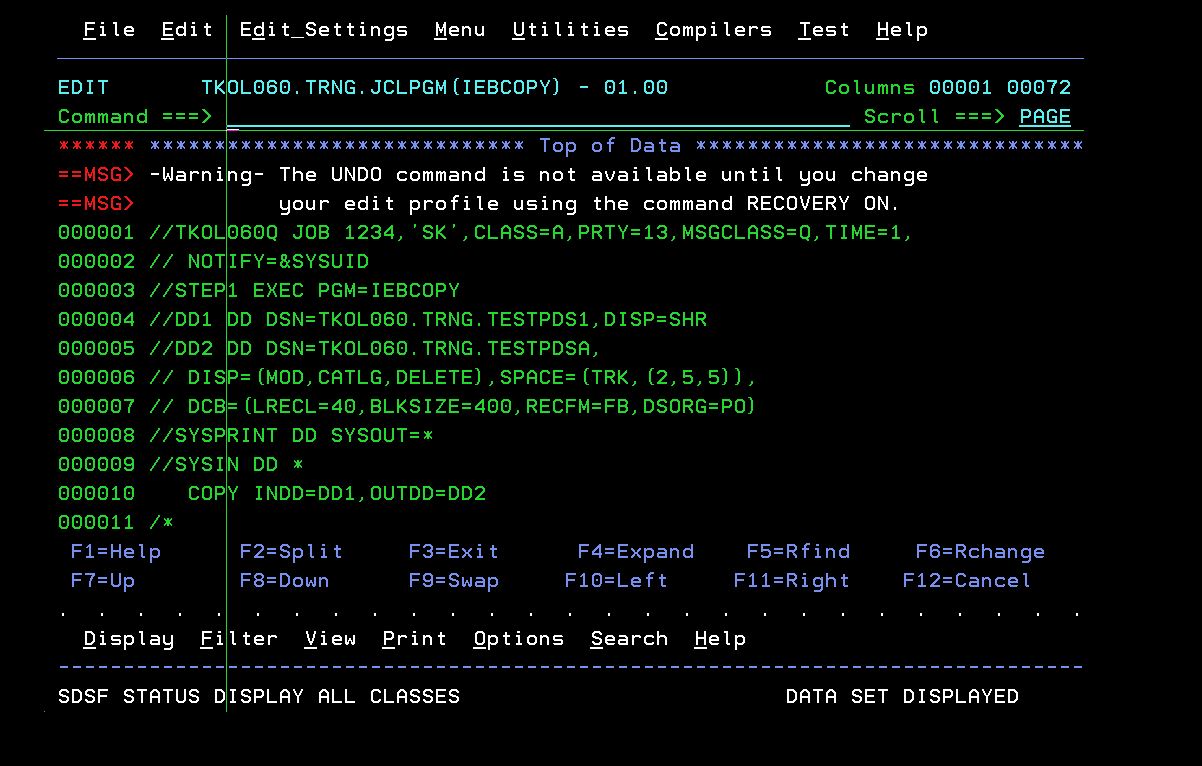 File Edit Edit_Settings Menu Utilities Compilers Test Help
EDIT TKOL060.TRNG.JCLPGM(IEBCOPY) - 01.00 Columns 00001 00072
Command ===> Scroll ===> PAGE
****** ***************************** Top of Data ******************************
==MSG> -Warning- The UNDO command is not available until you change
==MSG> your edit profile using the command RECOVERY ON.
000001 //TKOL060Q JOB 1234,'SK',CLASS=A,PRTY=13,MSGCLASS=Q,TIME=1,
000002 // NOTIFY=&SYSUID
000003 //STEP1 EXEC PGM=IEBCOPY
000004 //DD1 DD DSN=TKOL060.TRNG.TESTPDS1,DISP=SHR
000005 //DD2 DD DSN=TKOL060.TRNG.TESTPDSA,
000006 // DISP=(MOD,CATLG,DELETE),SPACE=(TRK,(2,5,5)),
000007 // DCB=(LRECL=40,BLKSIZE=400,RECFM=FB,DSORG=PO)
000008 //SYSPRINT DD SYSOUT=*
000009 //SYSIN DD *
000010 COPY INDD=DD1,OUTDD=DD2
000011 /*
F1=Help F2=Split F3=Exit F4=Expand F5=Rfind F6=Rchange
F7=Up F8=Down F9=Swap F10=Left F11=Right F12=Cancel
. . . . . . . . . . . . . . . . . . . . . . . . . . .
Display Filter View Print Options Search Help
-------------------------------------------------------------------------------
SDSF STATUS DISPLAY ALL CLASSES DATA SET DISPLAYED